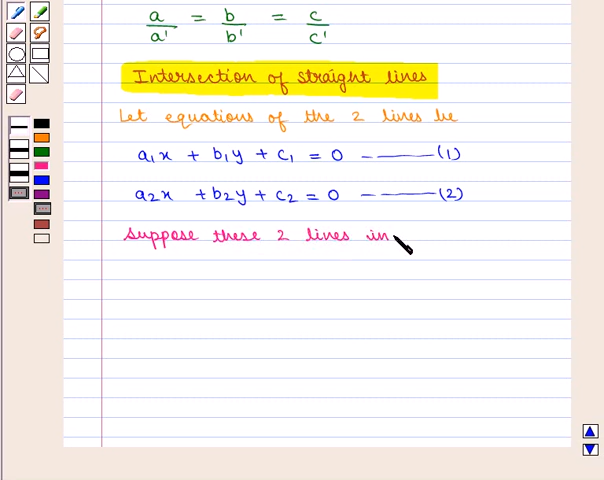 a/a' = b/b' = c/c'
Intersection of straight lines
Let equations of the 2 lines be
a₁x + b₁y + c₁ = 0 ———(1)
a₂x + b₂y + c₂ = 0 ———(2)
Suppose these 2 lines in